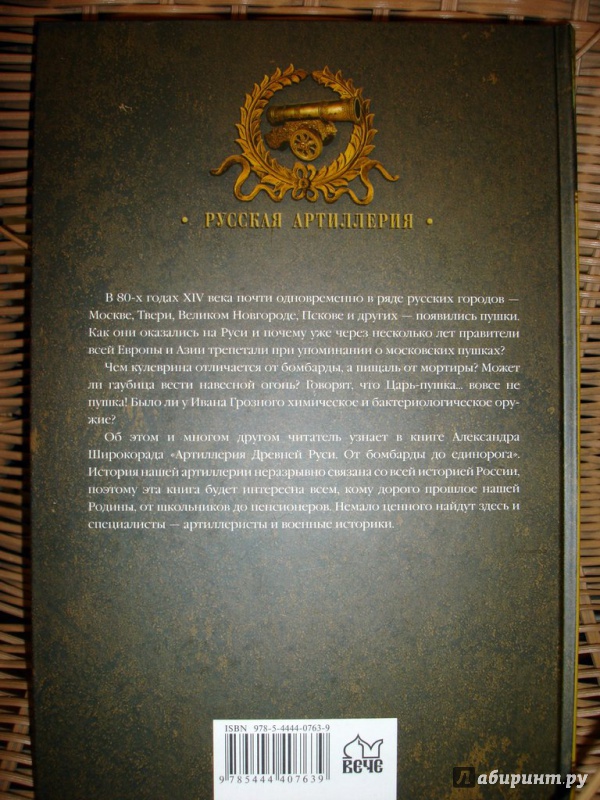 • РУССКАЯ АРТИЛЛЕРИЯ •
В 80-х годах XIV века почти одновременно в ряде русских городов —
Москве, Твери, Великом Новгороде, Пскове и других — появились пушки.
Как они оказались на Руси и почему уже через несколько лет правители
всей Европы и Азии трепетали при упоминании о московских пушках?
Чем кулеврина отличается от бомбарды, а пищаль от мортиры? Может
ли гаубица вести навесной огонь? Говорят, что Царь-пушка... вовсе не
пушка! Было ли у Ивана Грозного химическое и бактериологическое ору-
жие?
Об этом и многом другом читатель узнает в книге Александра
Широкорада «Артиллерия Древней Руси. От бомбарды до единорога».
История нашей артиллерии неразрывно связана со всей историей России,
поэтому эта книга будет интересна всем, кому дорого прошлое нашей
Родины, от школьников до пенсионеров. Немало ценного найдут здесь и
специалисты — артиллеристы и военные историки.
ISBN 978-5-4444-0763-9
9 785444 407639
ВЕЧЕ
Лабиринт.ру